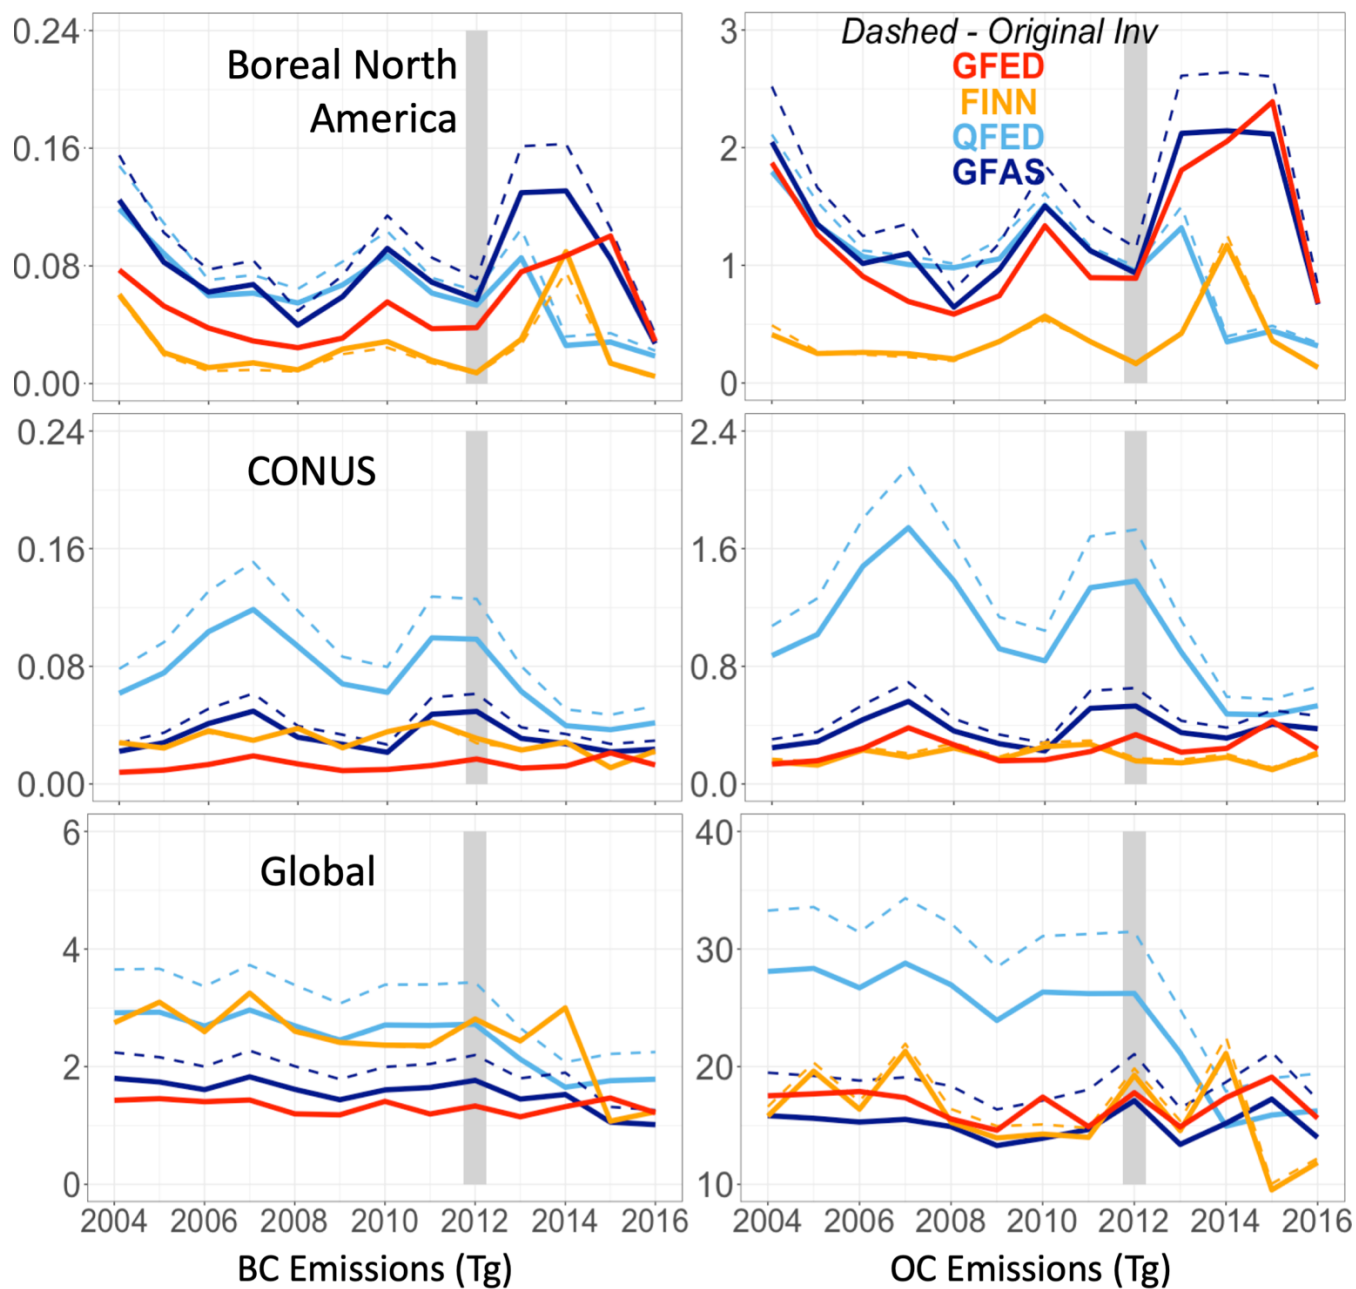 0.24
0.16
0.08
0.00
Boreal North
America
3
2
1
0
Dashed - Original Inv
GFED
FINN
QFED
GFAS
0.24
0.16
0.08
0.00
CONUS
2.4
1.6
0.8
0.0
6
4
2
0
Global
40
30
20
10
2004 2006 2008 2010 2012 2014 2016
2004 2006 2008 2010 2012 2014 2016
BC Emissions (Tg)
OC Emissions (Tg)